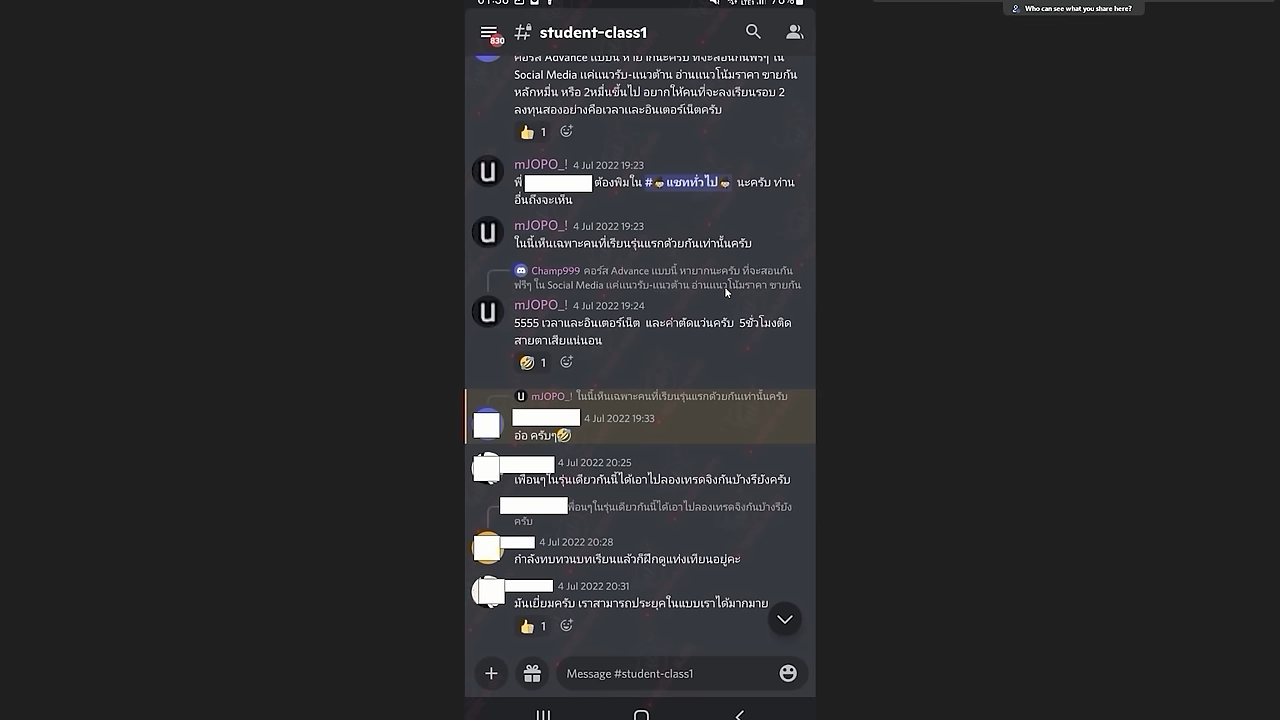 Who can see what you share here?
830
# student-class1
คอร์ส Advance แบบนี้ หายากนะครับ ที่จะสอนกันฟรีๆ ใน
Social Media แค่แนวรับ-แนวต้าน อ่านแนวโน้มราคา ขายกัน
หลักหมื่น หรือ 2หมื่นขึ้นไป อยากให้คนที่จะลงเรียนรอบ 2
ลงทุนสองอย่างคือเวลาและอินเตอร์เน็ตครับ
👍 1
mJOPO_! 4 Jul 2022 19:23
พี่ ต้องพิมใน #แชททั่วไป นะครับ ท่าน
อื่นถึงจะเห็น
mJOPO_! 4 Jul 2022 19:23
ในนี้เห็นเฉพาะคนที่เรียนรุ่นแรกด้วยกันเท่านั้นครับ
Champ999 คอร์ส Advance แบบนี้ หายากนะครับ ที่จะสอนกัน
ฟรีๆ ใน Social Media แค่แนวรับ-แนวต้าน อ่านแนวโน้มราคา ขายกัน
mJOPO_! 4 Jul 2022 19:24
5555 เวลาและอินเตอร์เน็ต และค่าตัดแว่นครับ 5ชั่วโมงติด
สายตาเสียแน่นอน
🤣 1
mJOPO_! ในนี้เห็นเฉพาะคนที่เรียนรุ่นแรกด้วยกันเท่านั้นครับ
4 Jul 2022 19:33
อ่อ ครับๆ🤣
4 Jul 2022 20:25
เพื่อนๆในรุ่นเดียวกันนี้ได้เอาไปลองเทรดจิงกันบ้างรึยังครับ
พื่อนๆในรุ่นเดียวกันนี้ได้เอาไปลองเทรดจิงกันบ้างรึยัง
ครับ
4 Jul 2022 20:28
กำลังทบทวนบทเรียนแล้วก็ฝึกดูแท่งเทียนอยู่คะ
4 Jul 2022 20:31
มันเยี่ยมครับ เราสามารถประยุคในแบบเราได้มากมาย
👍 1
Message #student-class1